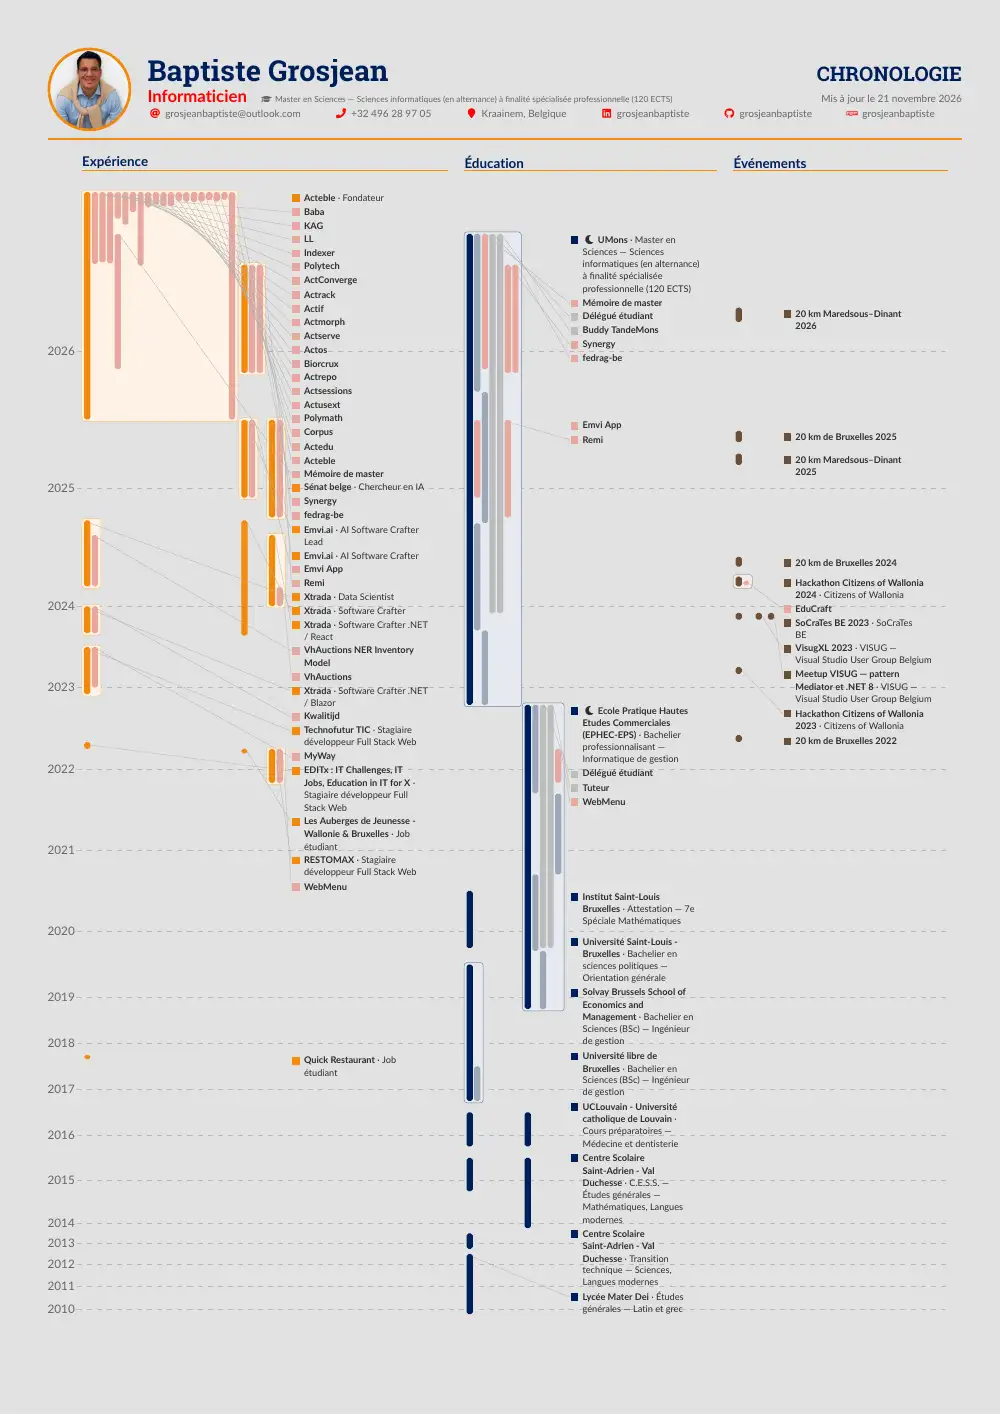 Baptiste Grosjean
CHRONOLOGIE
Informaticien
Master en Sciences — Sciences informatiques (en alternance) à finalité spécialisée professionnelle (120 ECTS)
Mis à jour le 21 novembre 2026
grosjeanbaptiste@outlook.com
+32 496 28 97 05
Kraainem, Belgique
grosjeanbaptiste
grosjeanbaptiste
grosjeanbaptiste
Expérience
2026
2025
2024
2023
2022
2021
2020
2019
2018
2017
2016
2015
2014
2013
2012
2011
2010
Acteble · Fondateur
Baba
KAG
LL
Indexer
Polytech
ActConverge
Actrack
Actif
Actmorph
Actserve
Actos
Biorcrux
Actrepo
Actsessions
Actusext
Polymath
Corpus
Actedu
Acteble
Mémoire de master
Sénat belge · Chercheur en IA
Synergy
fedrag-be
Emvi.ai · AI Software Crafter
Lead
Emvi.ai · AI Software Crafter
Emvi App
Remi
Xtrada · Data Scientist
Xtrada · Software Crafter
Xtrada · Software Crafter .NET
/ React
VhAuctions NER Inventory
Model
VhAuctions
Xtrada · Software Crafter .NET
/ Blazor
Kwalitijd
Technofutur TIC · Stagiaire
développeur Full Stack Web
MyWay
EDITx : IT Challenges, IT
Jobs, Education in IT for X ·
Stagiaire développeur Full
Stack Web
Les Auberges de Jeunesse -
Wallonie & Bruxelles · Job
étudiant
RESTOMAX · Stagiaire
développeur Full Stack Web
WebMenu
Quick Restaurant · Job
étudiant
Éducation
UMons · Master en
Sciences — Sciences
informatiques (en alternance)
à finalité spécialisée
professionnelle (120 ECTS)
Mémoire de master
Délégué étudiant
Buddy TandeMons
Synergy
fedrag-be
Emvi App
Remi
Ecole Pratique Hautes
Etudes Commerciales
(EPHEC-EPS) · Bachelier
professionnalisant —
Informatique de gestion
Délégué étudiant
Tuteur
WebMenu
Institut Saint-Louis
Bruxelles · Attestation — 7e
Spéciale Mathématiques
Université Saint-Louis -
Bruxelles · Bachelier en
sciences politiques —
Orientation générale
Solvay Brussels School of
Economics and
Management · Bachelier en
Sciences (BSc) — Ingénieur
de gestion
Université libre de
Bruxelles · Bachelier en
Sciences (BSc) — Ingénieur
de gestion
UCLouvain - Université
catholique de Louvain ·
Cours préparatoires —
Médecine et dentisterie
Centre Scolaire
Saint-Adrien - Val
Duchesse · C.E.S.S. —
Études générales —
Mathématiques, Langues
modernes
Centre Scolaire
Saint-Adrien - Val
Duchesse · Transition
technique — Sciences,
Langues modernes
Lycée Mater Dei · Études
générales — Latin et grec
Événements
20 km Maredsous–Dinant
2026
20 km de Bruxelles 2025
20 km Maredsous–Dinant
2025
20 km de Bruxelles 2024
Hackathon Citizens of Wallonia
2024 · Citizens of Wallonia
EduCraft
SoCraTes BE 2023 · SoCraTes
BE
VisugXL 2023 · VISUG —
Visual Studio User Group Belgium
Meetup VISUG — pattern
Mediator et .NET 8 · VISUG —
Visual Studio User Group Belgium
Hackathon Citizens of Wallonia
2023 · Citizens of Wallonia
20 km de Bruxelles 2022